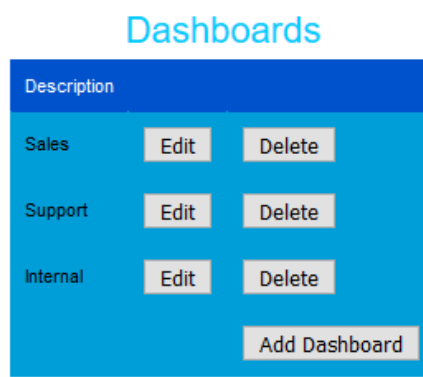 Dashboards
Description
Sales Edit Delete
Support Edit Delete
Internal Edit Delete
Add Dashboard